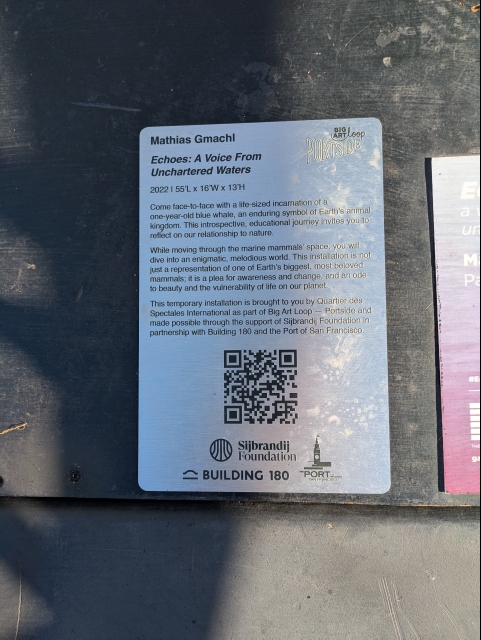 Mathias Gmachl
BIG
ART Loop
PORTSIDE
Echoes: A Voice From
Unchartered Waters
2022 I 55'L x 16'W x 13'H
Come face-to-face with a life-sized incarnation of a
one-year-old blue whale, an enduring symbol of Earth's animal
kingdom. This introspective, educational journey invites you to
reflect on our relationship to nature.
While moving through the marine mammals' space, you will
dive into an enigmatic, melodious world. This installation is not
just a representation of one of Earth's biggest, most beloved
mammals; it is a plea for awareness and change, and an ode
to beauty and the vulnerability of life on our planet.
This temporary installation is brought to you by Quartier des
Spectales International as part of Big Art Loop — Portside and
made possible through the support of Sijbrandij Foundation in
partnership with Building 180 and the Port of San Francisco.
Sijbrandij
Foundation
BUILDING 180
PORT
SAN FRANCISCO